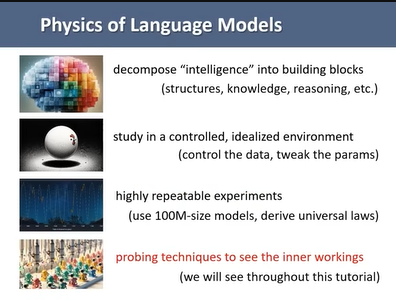 Physics of Language Models
decompose “intelligence” into building blocks
(structures, knowledge, reasoning, etc.)
study in a controlled, idealized environment
(control the data, tweak the params)
highly repeatable experiments
(use 100M-size models, derive universal laws)
probing techniques to see the inner workings
(we will see throughout this tutorial)